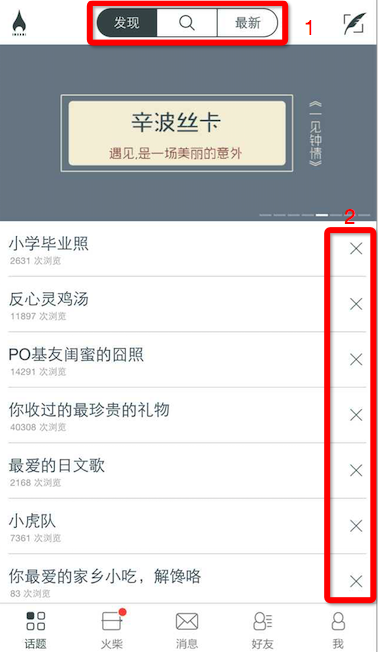 发现
最新
1
辛波丝卡
遇见,是一场美丽的意外
《一见钟情》
2
小学毕业照
2631 次浏览
反心灵鸡汤
11897 次浏览
PO基友闺蜜的囧照
14291 次浏览
你收过的最珍贵的礼物
40308 次浏览
最爱的日文歌
2168 次浏览
小虎队
7361 次浏览
你最爱的家乡小吃，解馋咯
83 次浏览
话题
火柴
消息
好友
我